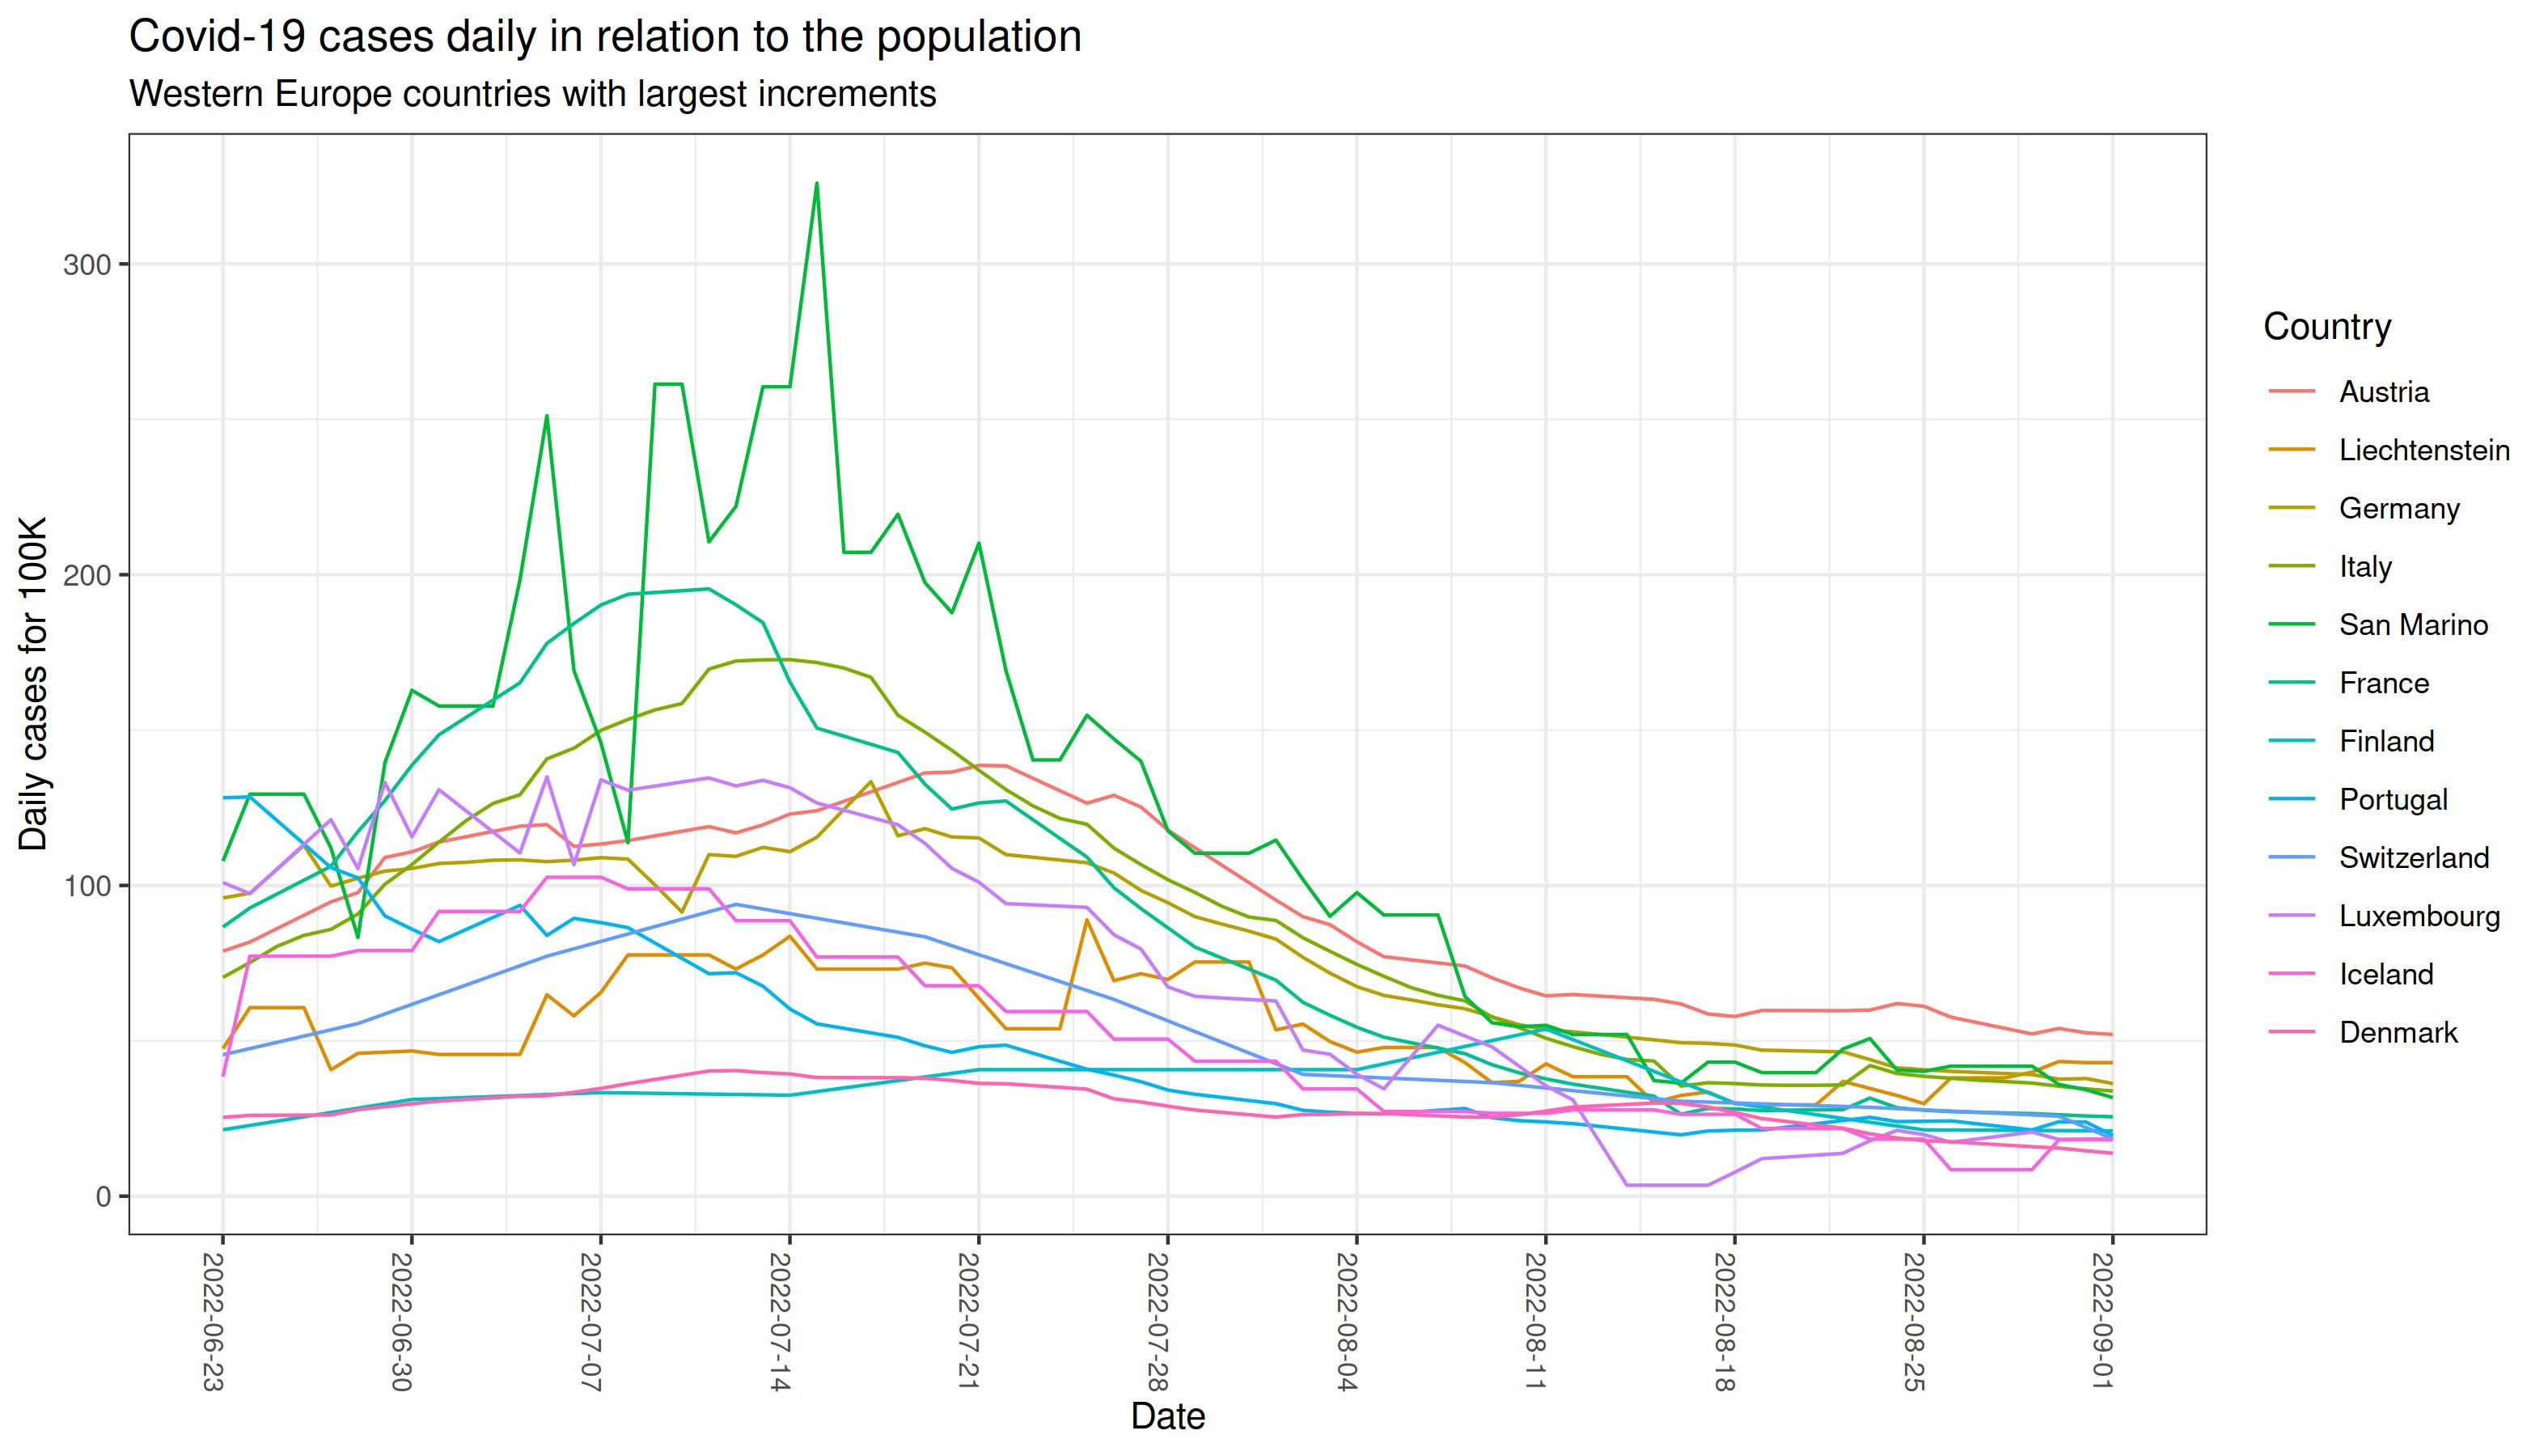 Covid-19 cases daily in relation to the population
Western Europe countries with largest increments
Daily cases for 100K
300
200
100
0
2022-06-23
2022-06-30
2022-07-07
2022-07-14
2022-07-21
2022-07-28
2022-08-04
2022-08-11
2022-08-18
2022-08-25
2022-09-01
Date
Country
Austria
Liechtenstein
Germany
Italy
San Marino
France
Finland
Portugal
Switzerland
Luxembourg
Iceland
Denmark